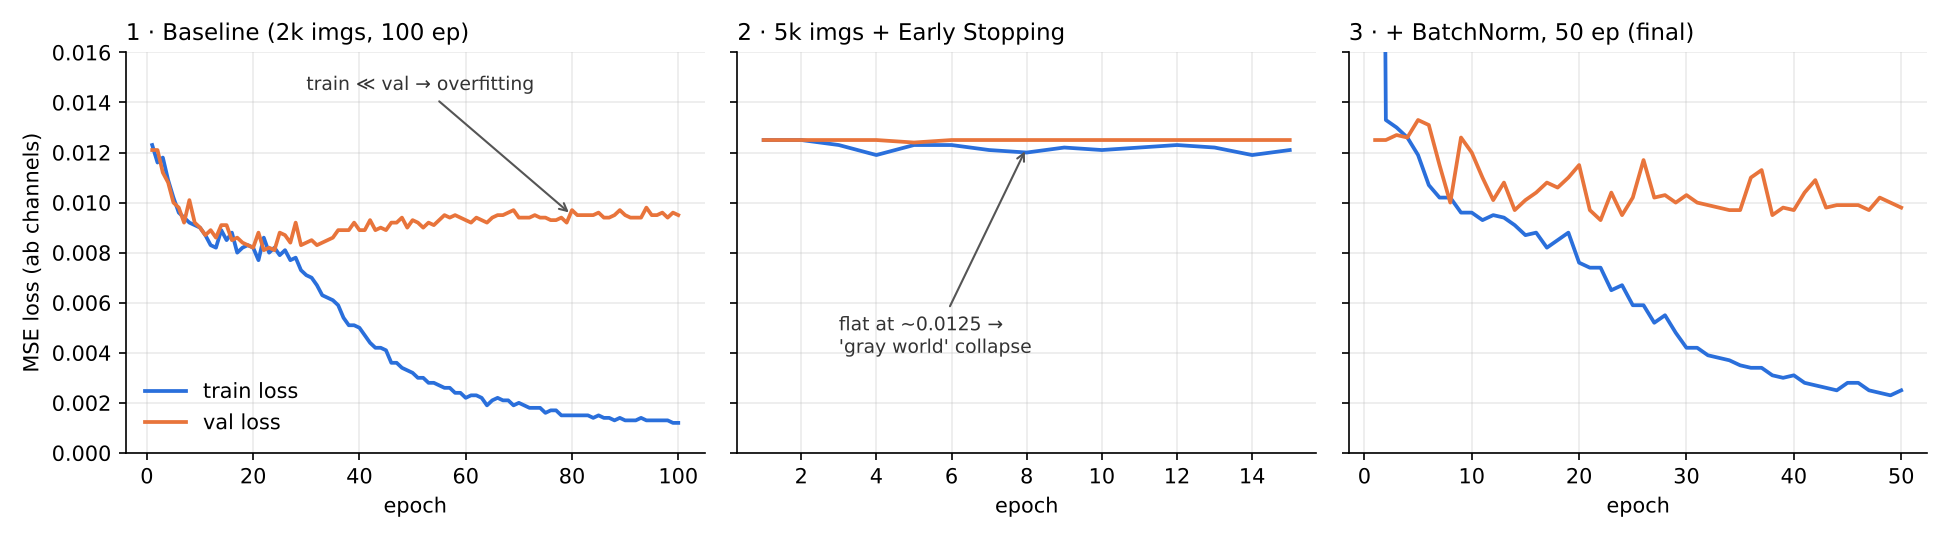 1 · Baseline (2k imgs, 100 ep)
MSE loss (ab channels)
0.016
0.014
0.012
0.010
0.008
0.006
0.004
0.002
0.000
train ≪ val → overfitting
train loss
val loss
0 20 40 60 80 100
epoch
2 · 5k imgs + Early Stopping
flat at ~0.0125 →
'gray world' collapse
2 4 6 8 10 12 14
epoch
3 · + BatchNorm, 50 ep (final)
0 10 20 30 40 50
epoch